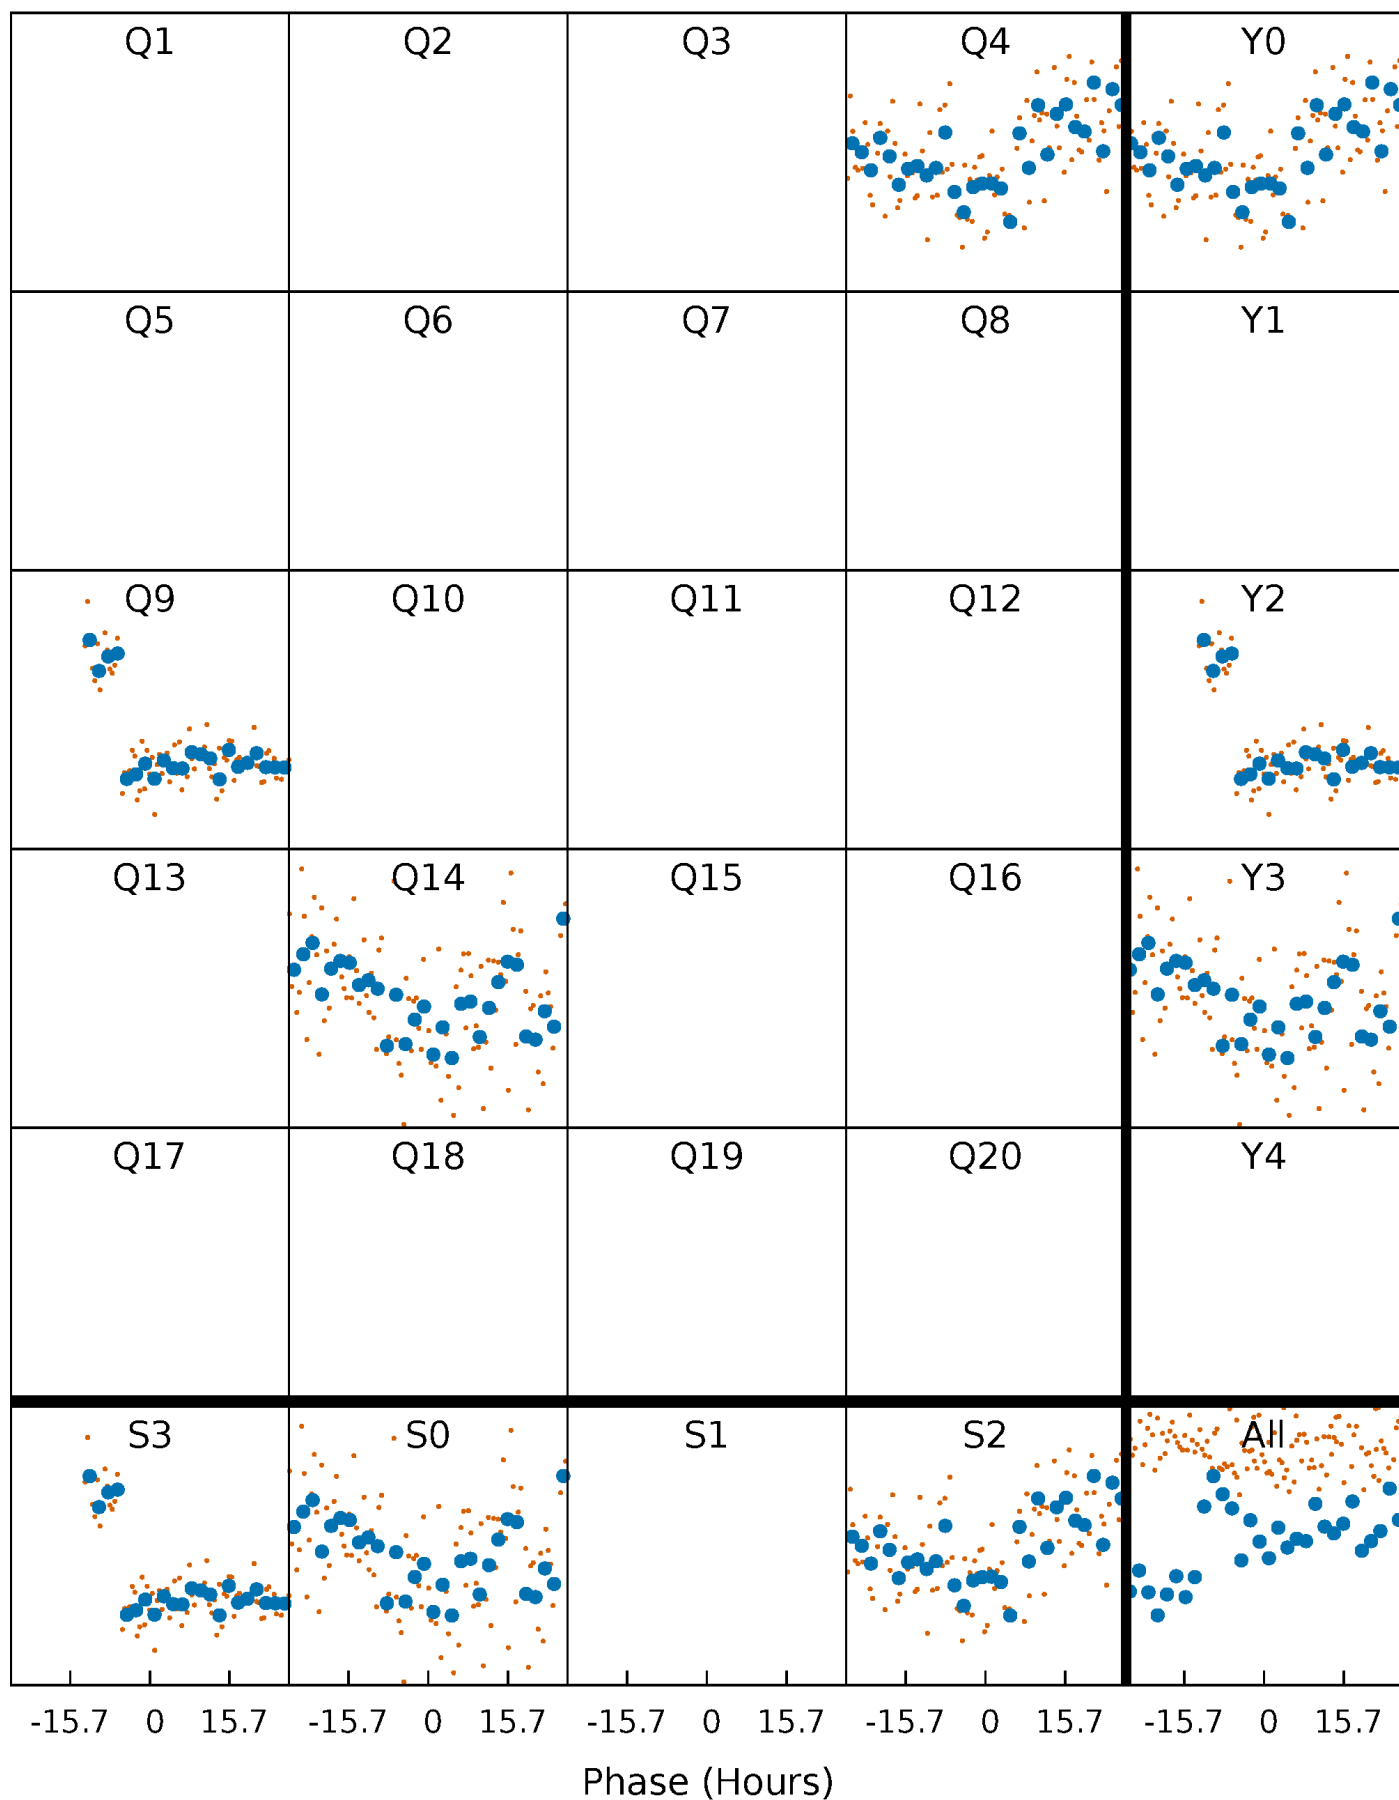 Q1 Q2 Q3 Q4 Y0
Q5 Q6 Q7 Q8 Y1
Q9 Q10 Q11 Q12 Y2
Q13 Q14 Q15 Q16 Y3
Q17 Q18 Q19 Q20 Y4
S3 S0 S1 S2 All
-15.7 0 15.7 -15.7 0 15.7 -15.7 0 15.7 -15.7 0 15.7 -15.7 0 15.7
Phase (Hours)